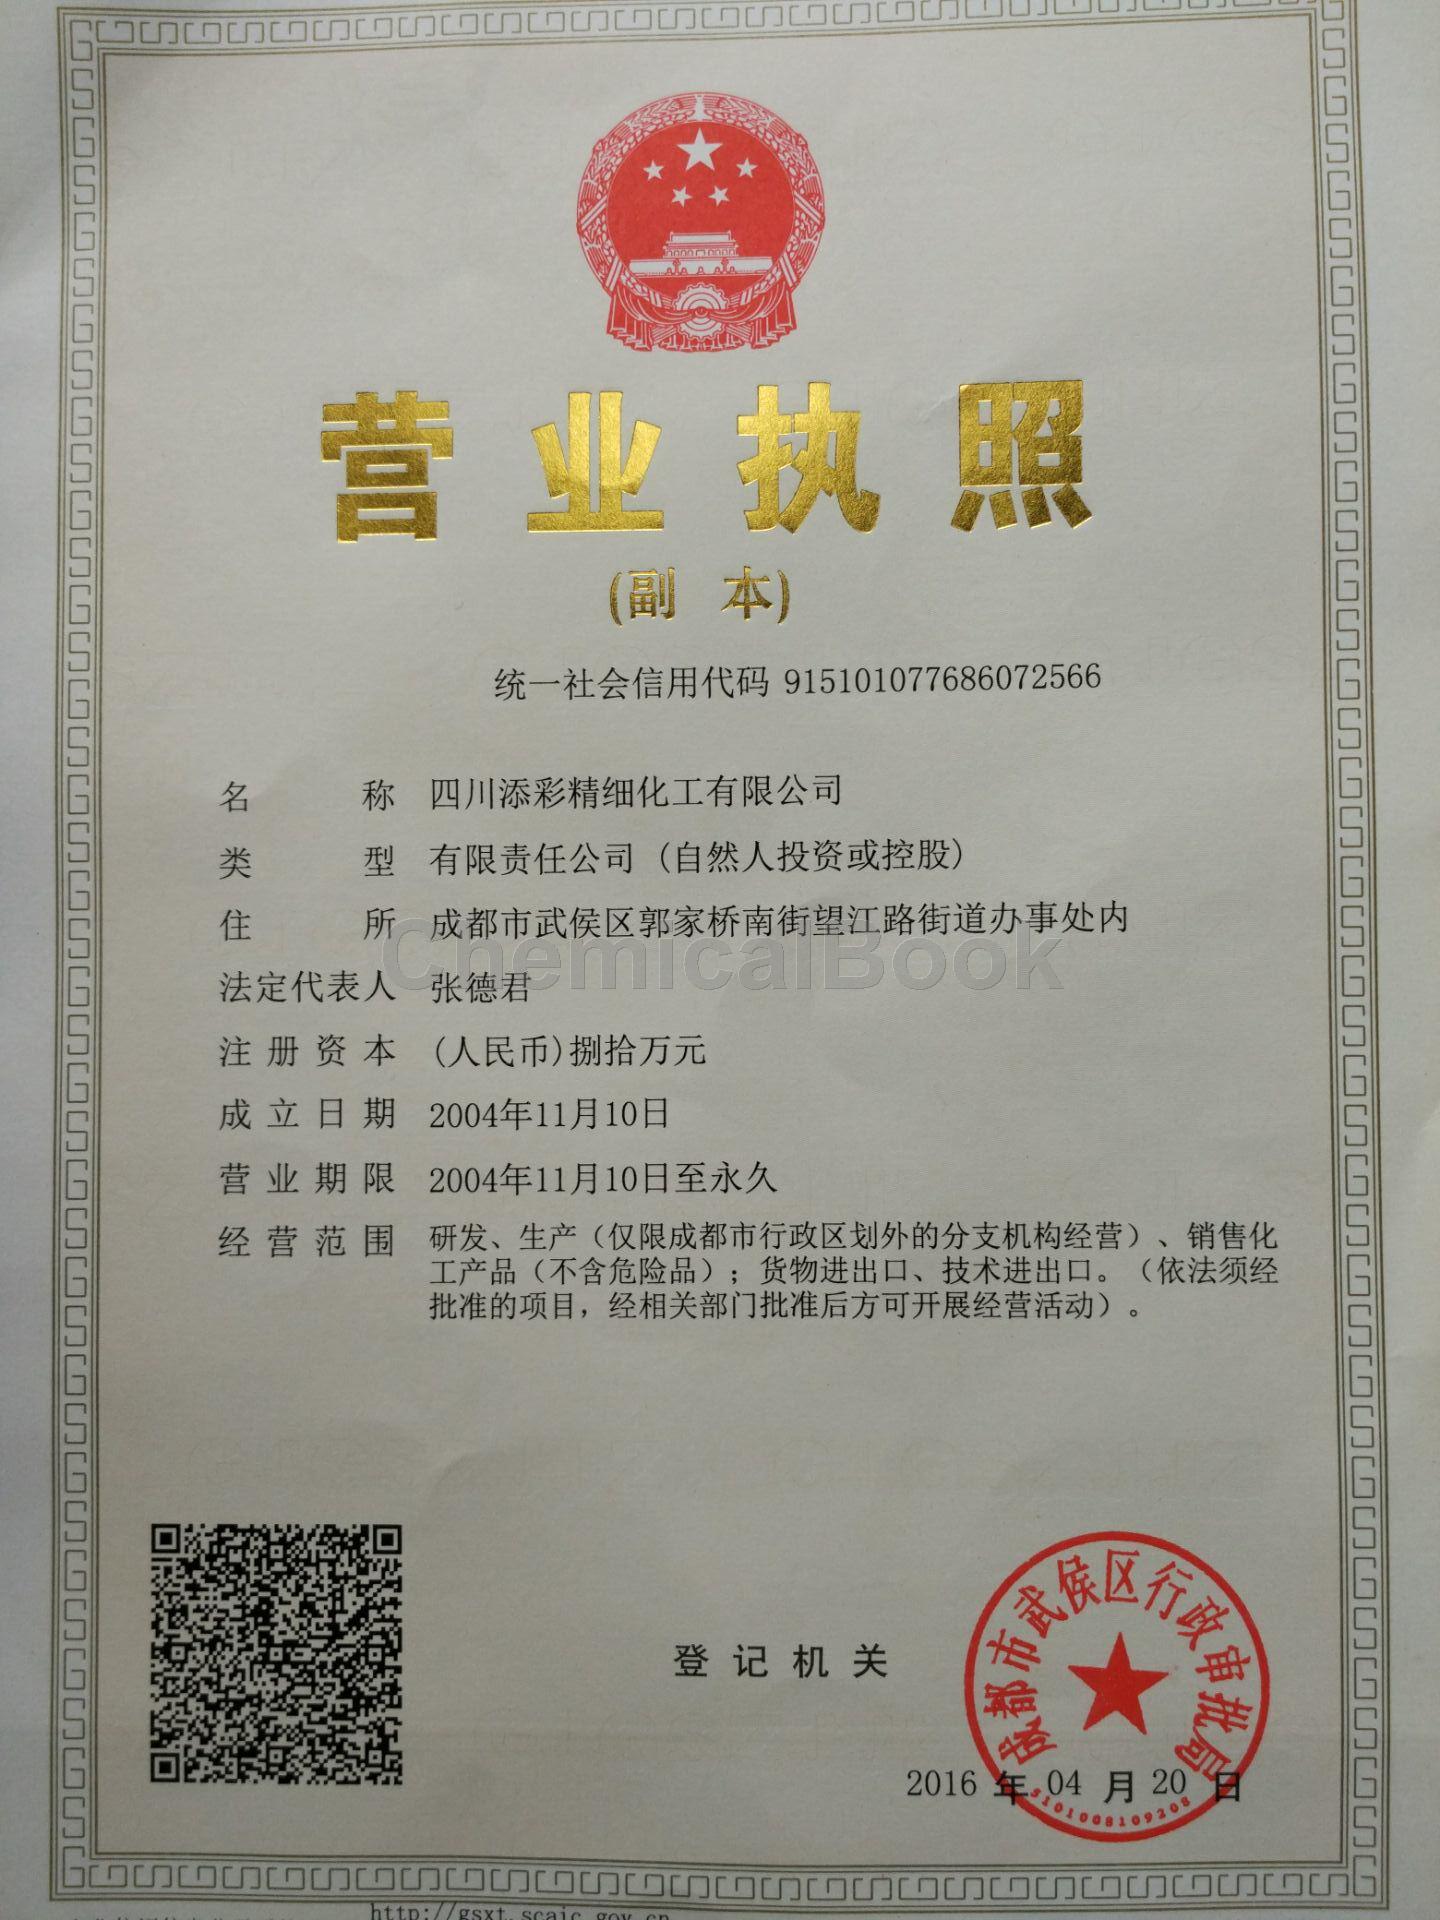 营业执照
(副 本)
统一社会信用代码 915101077686072566
名称 四川添彩精细化工有限公司
类型 有限责任公司 (自然人投资或控股)
住所 成都市武侯区郭家桥南街望江路街道办事处内
ChemicalBook
法定代表人 张德君
注册资本 (人民币)捌拾万元
成立日期 2004年11月10日
营业期限 2004年11月10日至永久
经营范围 研发、生产（仅限成都市行政区划外的分支机构经营）、销售化
工产品（不含危险品）；货物进出口、技术进出口。（依法须经
批准的项目，经相关部门批准后方可开展经营活动）。
成都市武侯区行政审批局
登记机关
2016 年 04 月 20 日
5101008109208
http://gsxt.scaic.gov.cn